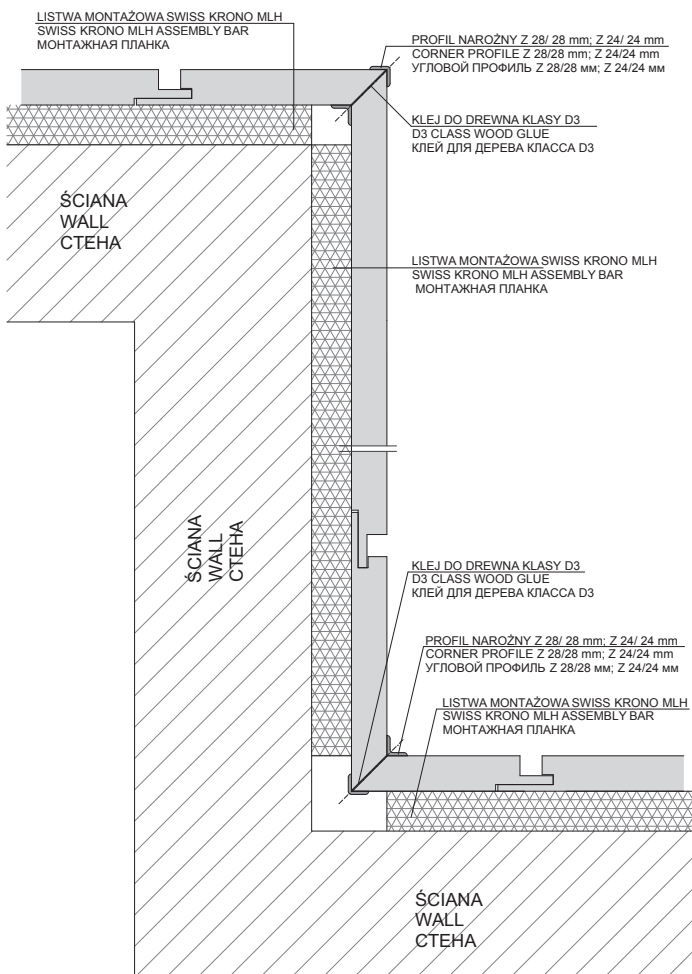 LISTWA MONTAŻOWA SWISS KRONO MLH
SWISS KRONO MLH ASSEMBLY BAR
МОНТАЖНАЯ ПЛАНКА
PROFIL NAROŻNY Z 28/ 28 mm; Z 24/ 24 mm
CORNER PROFILE Z 28/28 mm; Z 24/24 mm
УГЛОВОЙ ПРОФИЛЬ Z 28/28 мм; Z 24/24 мм
KLEJ DO DREWNA KLASY D3
D3 CLASS WOOD GLUE
КЛЕЙ ДЛЯ ДЕРЕВА КЛАССА D3
ŚCIANA
WALL
СТЕНА
LISTWA MONTAŻOWA SWISS KRONO MLH
SWISS KRONO MLH ASSEMBLY BAR
МОНТАЖНАЯ ПЛАНКА
ŚCIANA
WALL
СТЕНА
KLEJ DO DREWNA KLASY D3
D3 CLASS WOOD GLUE
КЛЕЙ ДЛЯ ДЕРЕВА КЛАССА D3
PROFIL NAROŻNY Z 28/ 28 mm; Z 24/ 24 mm
CORNER PROFILE Z 28/28 mm; Z 24/24 mm
УГЛОВОЙ ПРОФИЛЬ Z 28/28 мм; Z 24/24 мм
LISTWA MONTAŻOWA SWISS KRONO MLH
SWISS KRONO MLH ASSEMBLY BAR
МОНТАЖНАЯ ПЛАНКА
ŚCIANA
WALL
СТЕНА